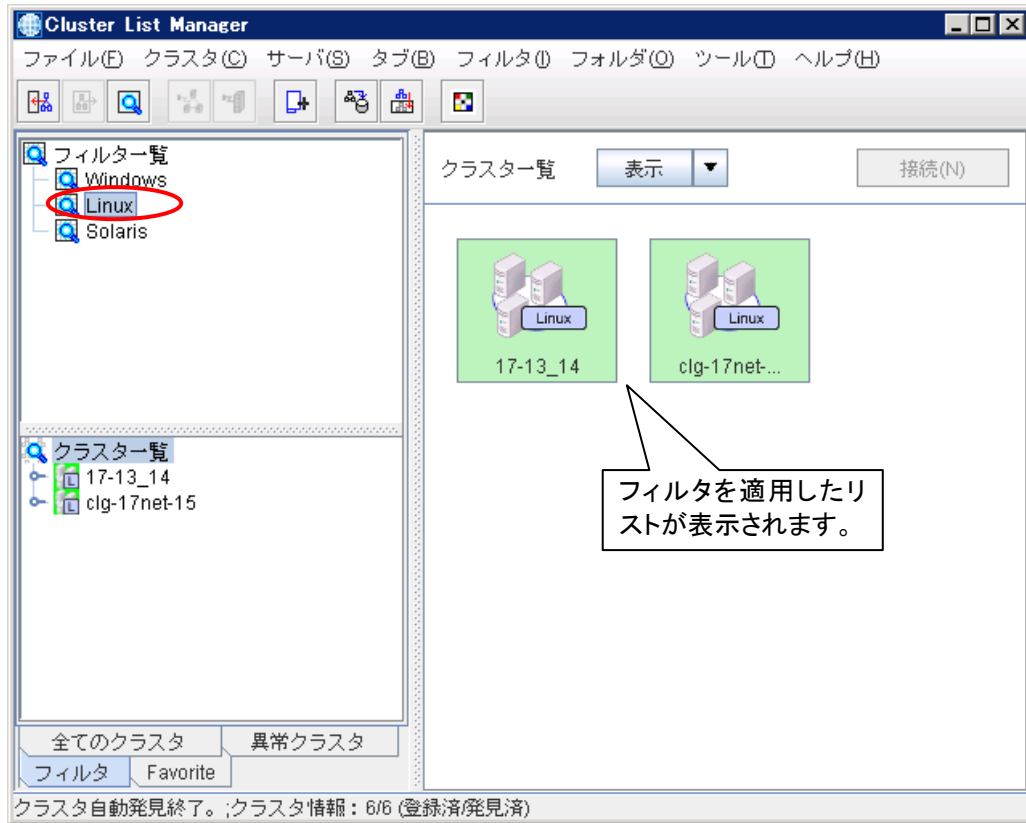 Cluster List Manager
ファイル(F) クラスタ(C) サーバ(S) タブ(B) フィルタ(I) フォルダ(O) ツール(T) ヘルプ(H)
フィルター覧
Windows
Linux
Solaris
クラスター覧
17-13_14
clg-17net-15
全てのクラスタ 異常クラスタ
フィルタ Favorite
クラスター覧 表示 接続(N)
Linux Linux
17-13_14 clg-17net-...
フィルタを適用したリ
ストが表示されます。
クラスタ自動発見終了。;クラスタ情報：6/6 (登録済/発見済)